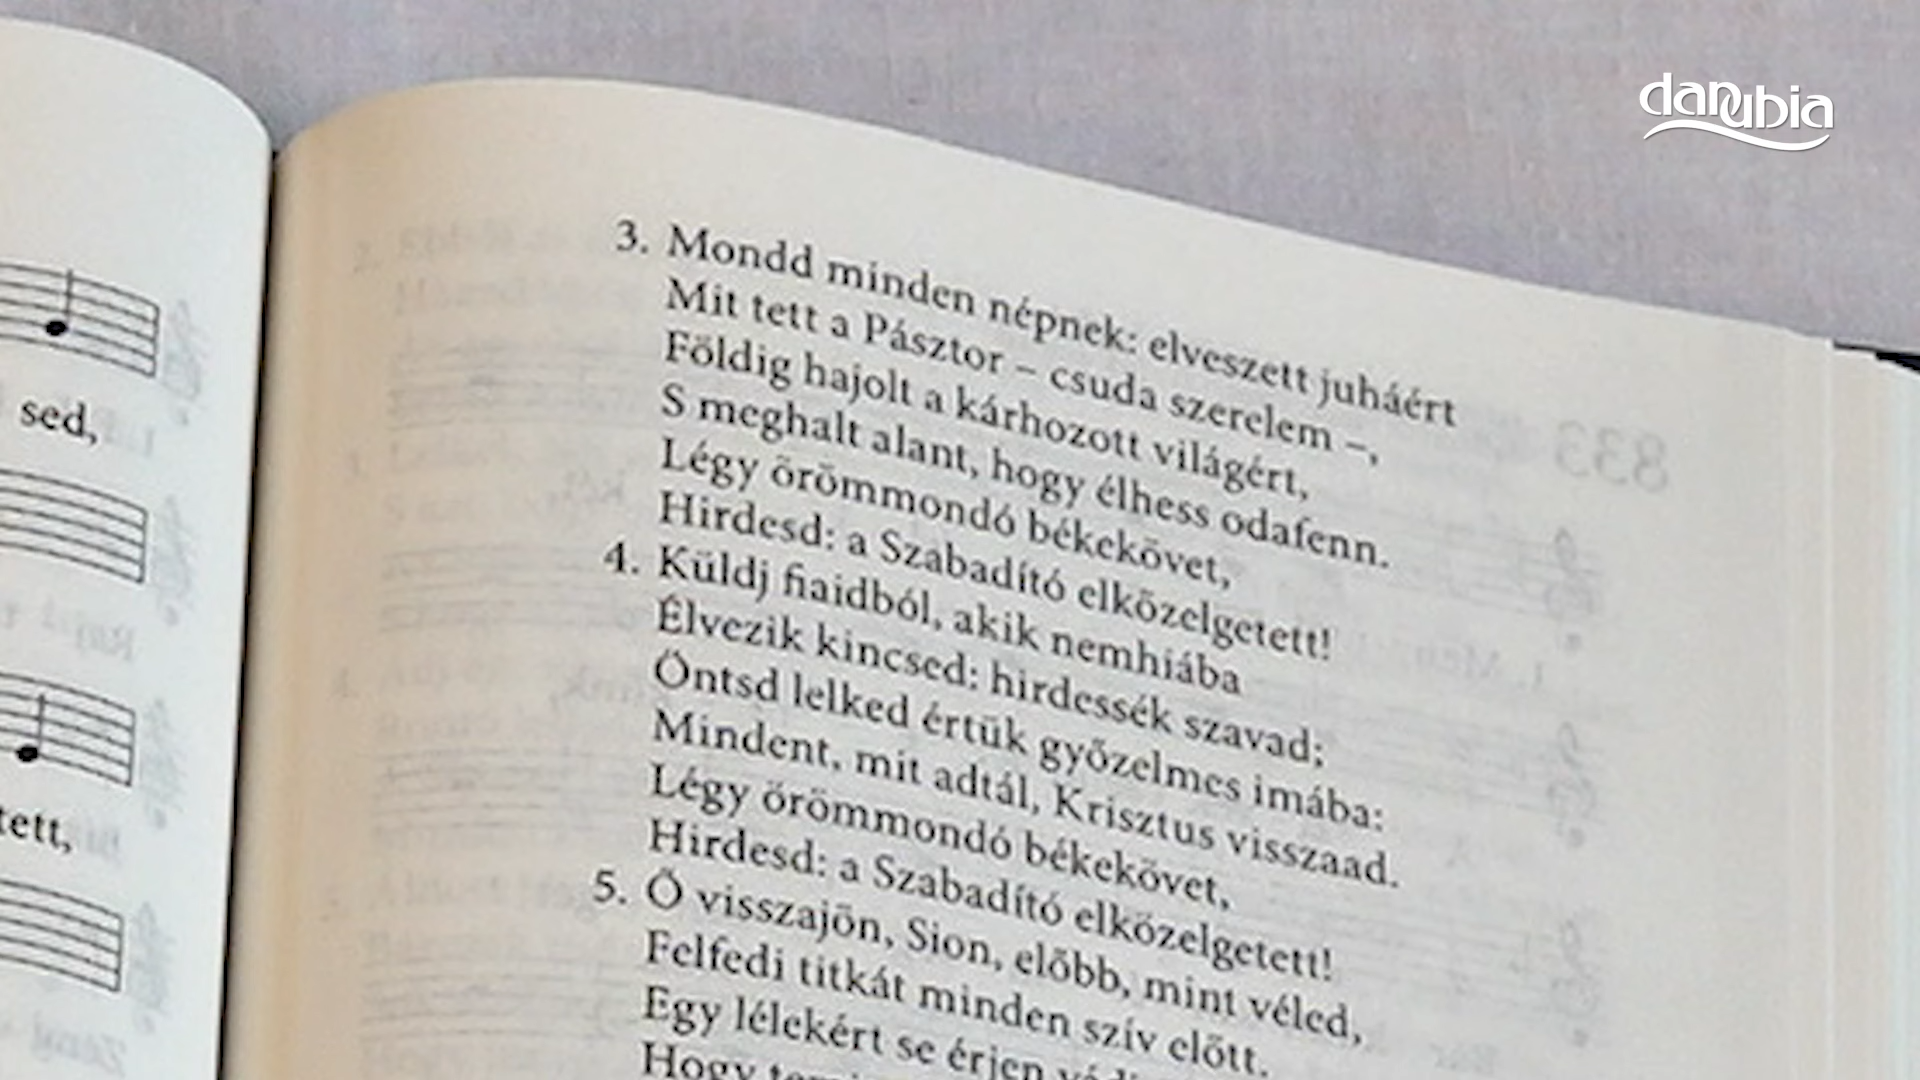 danubia
sed,
tett,
3. Mondd minden népnek: elveszett juháért
Mit tett a Pásztor – csuda szerelem –,
Földig hajolt a kárhozott világért,
S meghalt alant, hogy élhess odafenn.
Légy örömmondó békekövet,
Hirdesd: a Szabadító elközelgetett!
4. Küldj fiaidból, akik nemhiába
Élvezik kincsed: hirdessék szavad;
Öntsd lelked értük győzelmes imába:
Mindent, mit adtál, Krisztus visszaad.
Légy örömmondó békekövet,
Hirdesd: a Szabadító elközelgetett!
5. Ő visszajön, Sion, előbb, mint véled,
Felfedi titkát minden szív előtt.
Egy lélekért se érjen
Hogy
833